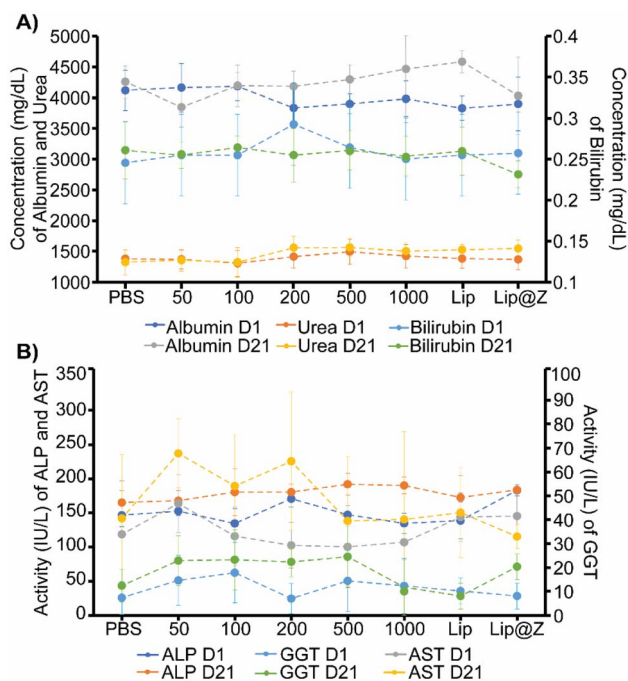 A)
Concentration (mg/dL)
of Albumin and Urea
5000
4500
4000
3500
3000
2500
2000
1500
1000
0.4
0.35
0.3
0.25
0.2
0.15
0.1
Concentration (mg/dL)
of Bilirubin
PBS 50 100 200 500 1000 Lip Lip@Z
Albumin D1 Urea D1 Bilirubin D1
Albumin D21 Urea D21 Bilirubin D21
B)
Activity (IU/L) of ALP and AST
350
300
250
200
150
100
50
0
100
90
80
70
60
50
40
30
20
10
0
Activity (IU/L) of GGT
PBS 50 100 200 500 1000 Lip Lip@Z
ALP D1 GGT D1 AST D1
ALP D21 GGT D21 AST D21